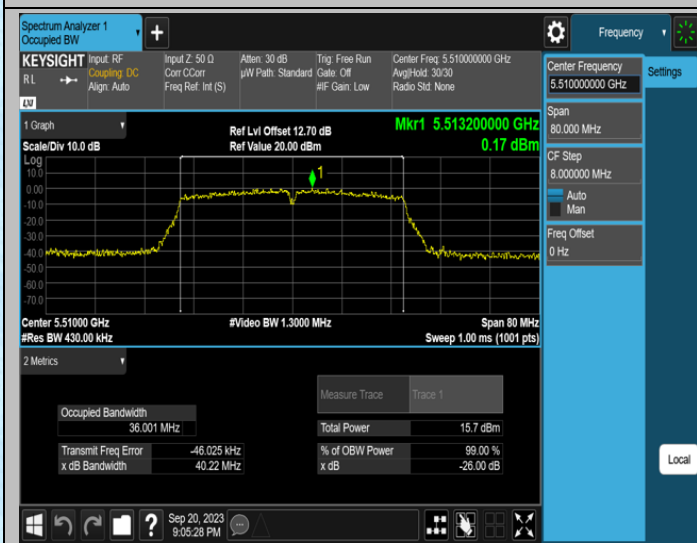 Spectrum Analyzer 1
Occupied BW
Frequency
KEYSIGHT
R L
LXI
Input: RF
Coupling: DC
Align: Auto
Input Z: 50 Ω
Corr CCorr
Freq Ref: Int (S)
Atten: 30 dB
µW Path: Standard
Trig: Free Run
Gate: Off
#IF Gain: Low
Center Freq: 5.510000000 GHz
Avg|Hold: 30/30
Radio Std: None
Center Frequency
5.510000000 GHz
Settings
Span
80.000 MHz
CF Step
8.000000 MHz
Auto
Man
Freq Offset
0 Hz
1 Graph
Scale/Div 10.0 dB
Ref Lvl Offset 12.70 dB
Ref Value 20.00 dBm
Mkr1 5.513200000 GHz
0.17 dBm
Log
10.0
0.00
-10.0
-20.0
-30.0
-40.0
-50.0
-60.0
-70.0
1
Center 5.51000 GHz
#Res BW 430.00 kHz
#Video BW 1.3000 MHz
Span 80 MHz
Sweep 1.00 ms (1001 pts)
2 Metrics
Measure Trace
Trace 1
Occupied Bandwidth
36.001 MHz
Total Power
15.7 dBm
Transmit Freq Error
-46.025 kHz
% of OBW Power
99.00 %
x dB Bandwidth
40.22 MHz
x dB
-26.00 dB
Local
?
Sep 20, 2023
9:05:28 PM